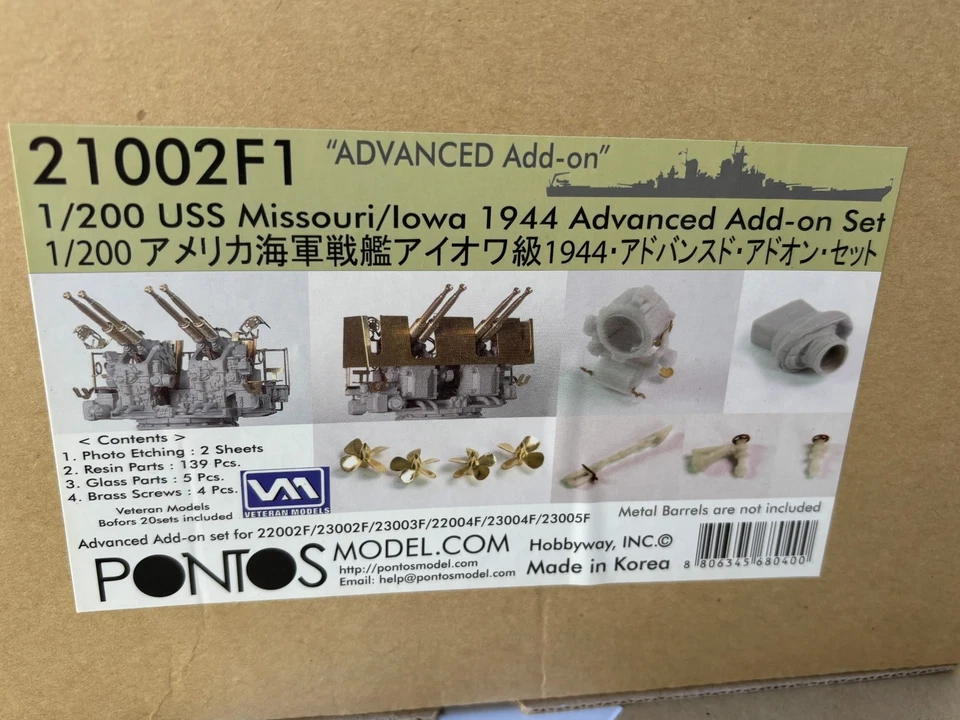 21002F1
"ADVANCED Add-on"
1/200 USS Missouri/Iowa 1944 Advanced Add-on Set
1/200 アメリカ海軍戦艦アイオワ級1944・アドバンスド・アドオン・セット
< Contents >
1. Photo Etching : 2 Sheets
2. Resin Parts : 139 Pcs.
3. Glass Parts : 5 Pcs.
4. Brass Screws : 4 Pcs.
VM
VETERAN MODELS
Veteran Models
Bofors 20sets included
Metal Barrels are not included
Advanced Add-on set for 22002F/23002F/23003F/22004F/23004F/23005F
PONTOS MODEL.COM
http://pontosmodel.com
Email: help@pontosmodel.com
Hobbyway, INC.©
Made in Korea
8 806345 680400